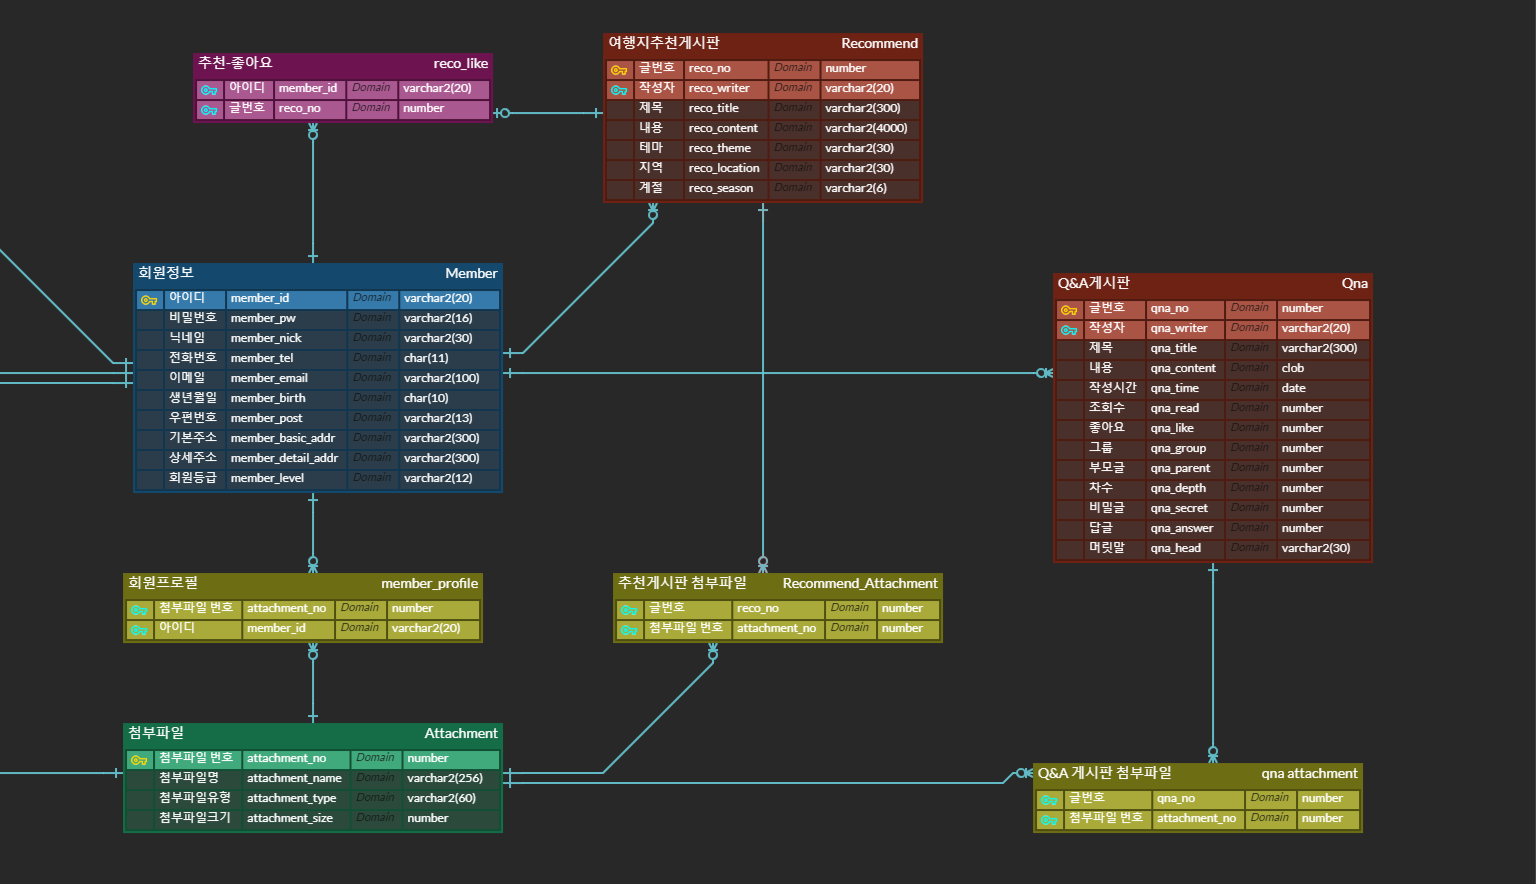 추천-좋아요 reco_like
아이디 member_id Domain varchar2(20)
글번호 reco_no Domain number
여행지추천게시판 Recommend
글번호 reco_no Domain number
작성자 reco_writer Domain varchar2(20)
제목 reco_title Domain varchar2(300)
내용 reco_content Domain varchar2(4000)
테마 reco_theme Domain varchar2(30)
지역 reco_location Domain varchar2(30)
계절 reco_season Domain varchar2(6)
회원정보 Member
아이디 member_id Domain varchar2(20)
비밀번호 member_pw Domain varchar2(16)
닉네임 member_nick Domain varchar2(30)
전화번호 member_tel Domain char(11)
이메일 member_email Domain varchar2(100)
생년월일 member_birth Domain char(10)
우편번호 member_post Domain varchar2(13)
기본주소 member_basic_addr Domain varchar2(300)
상세주소 member_detail_addr Domain varchar2(300)
회원등급 member_level Domain varchar2(12)
Q&A게시판 Qna
글번호 qna_no Domain number
작성자 qna_writer Domain varchar2(20)
제목 qna_title Domain varchar2(300)
내용 qna_content Domain clob
작성시간 qna_time Domain date
조회수 qna_read Domain number
좋아요 qna_like Domain number
그룹 qna_group Domain number
부모글 qna_parent Domain number
차수 qna_depth Domain number
비밀글 qna_secret Domain number
답글 qna_answer Domain number
머릿말 qna_head Domain varchar2(30)
회원프로필 member_profile
첨부파일 번호 attachment_no Domain number
아이디 member_id Domain varchar2(20)
추천게시판 첨부파일 Recommend_Attachment
글번호 reco_no Domain number
첨부파일 번호 attachment_no Domain number
첨부파일 Attachment
첨부파일 번호 attachment_no Domain number
첨부파일명 attachment_name Domain varchar2(256)
첨부파일유형 attachment_type Domain varchar2(60)
첨부파일크기 attachment_size Domain number
Q&A 게시판 첨부파일 qna attachment
글번호 qna_no Domain number
첨부파일 번호 attachment_no Domain number